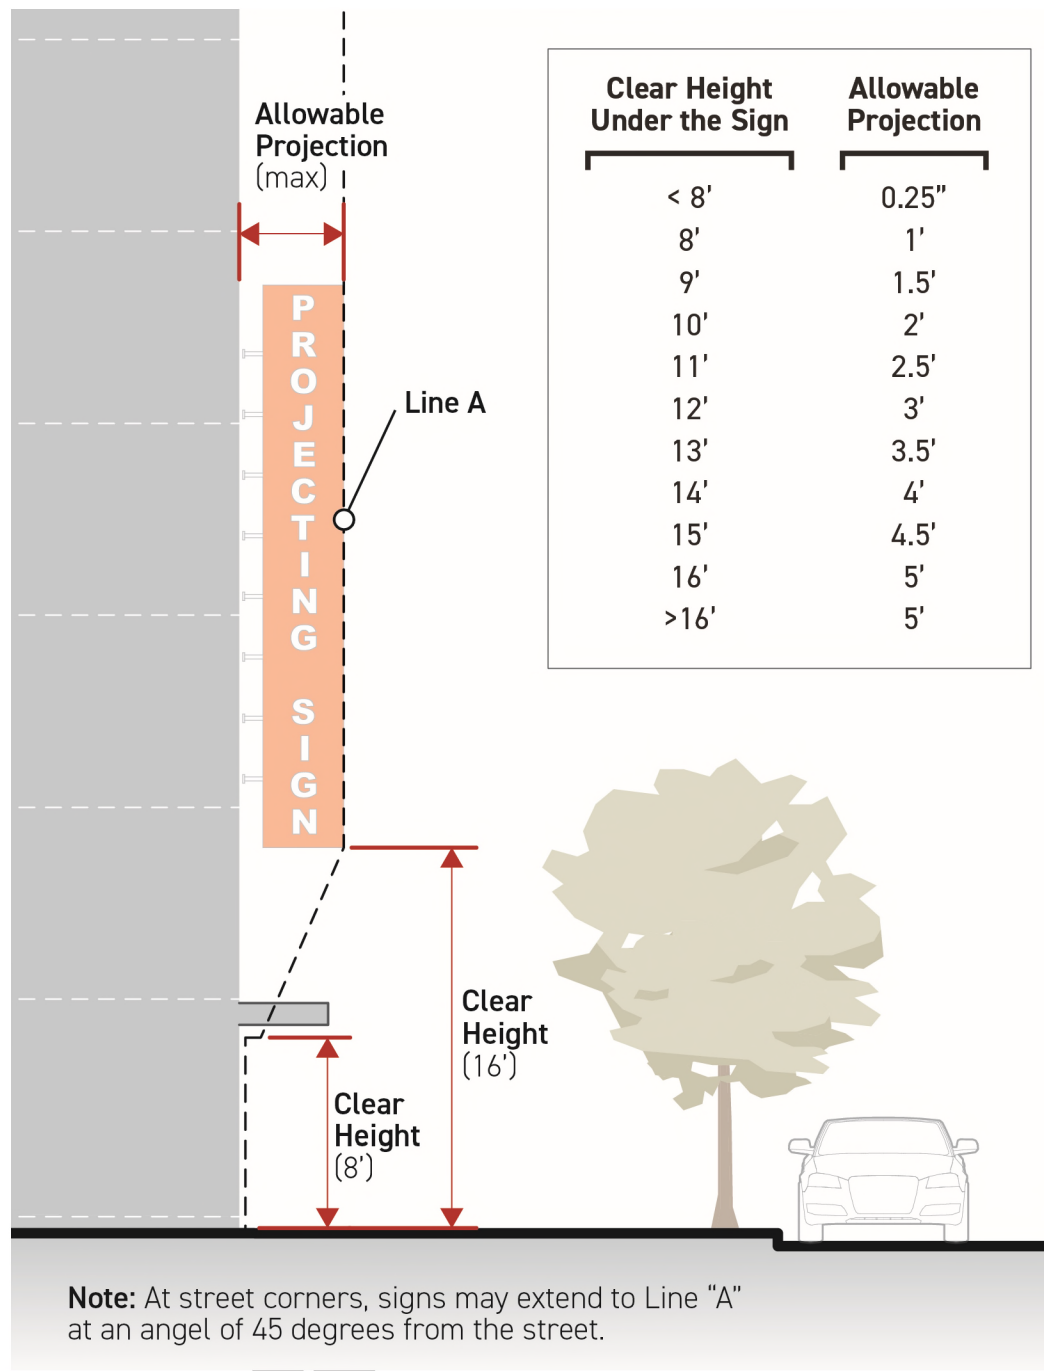 Allowable
Projection
(max)
Clear Height
Under the Sign
Allowable
Projection
< 8’ 0.25”
8’ 1’
9’ 1.5’
10’ 2’
11’ 2.5’
12’ 3’
13’ 3.5’
14’ 4’
15’ 4.5’
16’ 5’
>16’ 5’
PROJECTING SIGN
Line A
Clear
Height
(16’)
Clear
Height
(8’)
Note: At street corners, signs may extend to Line “A”
at an angel of 45 degrees from the street.